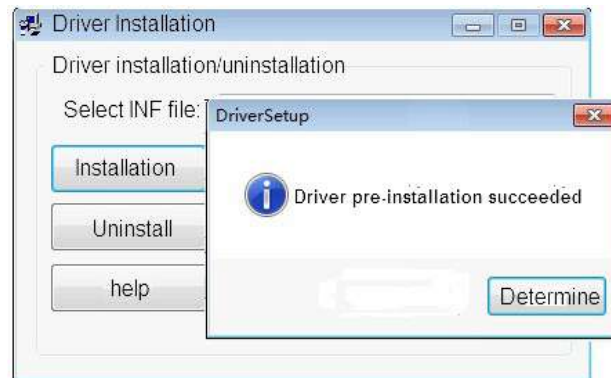 Driver Installation
Driver installation/uninstallation
Select INF file:
DriverSetup
Installation
Driver pre-installation succeeded
Uninstall
help
Determine